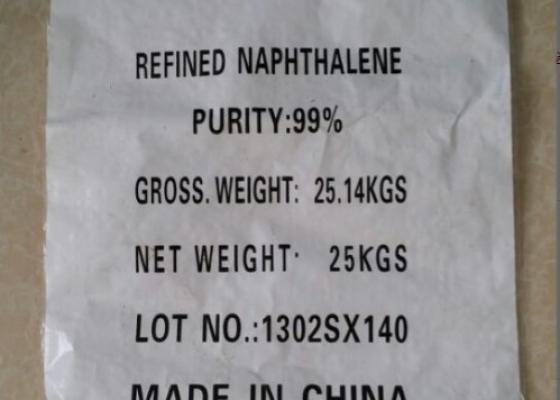 REFINED NAPHTHALENE
PURITY:99%
GROSS.WEIGHT: 25.14KGS
NET WEIGHT· 25KGS
LOT NO.:1302SX140
MADE IN CHINA